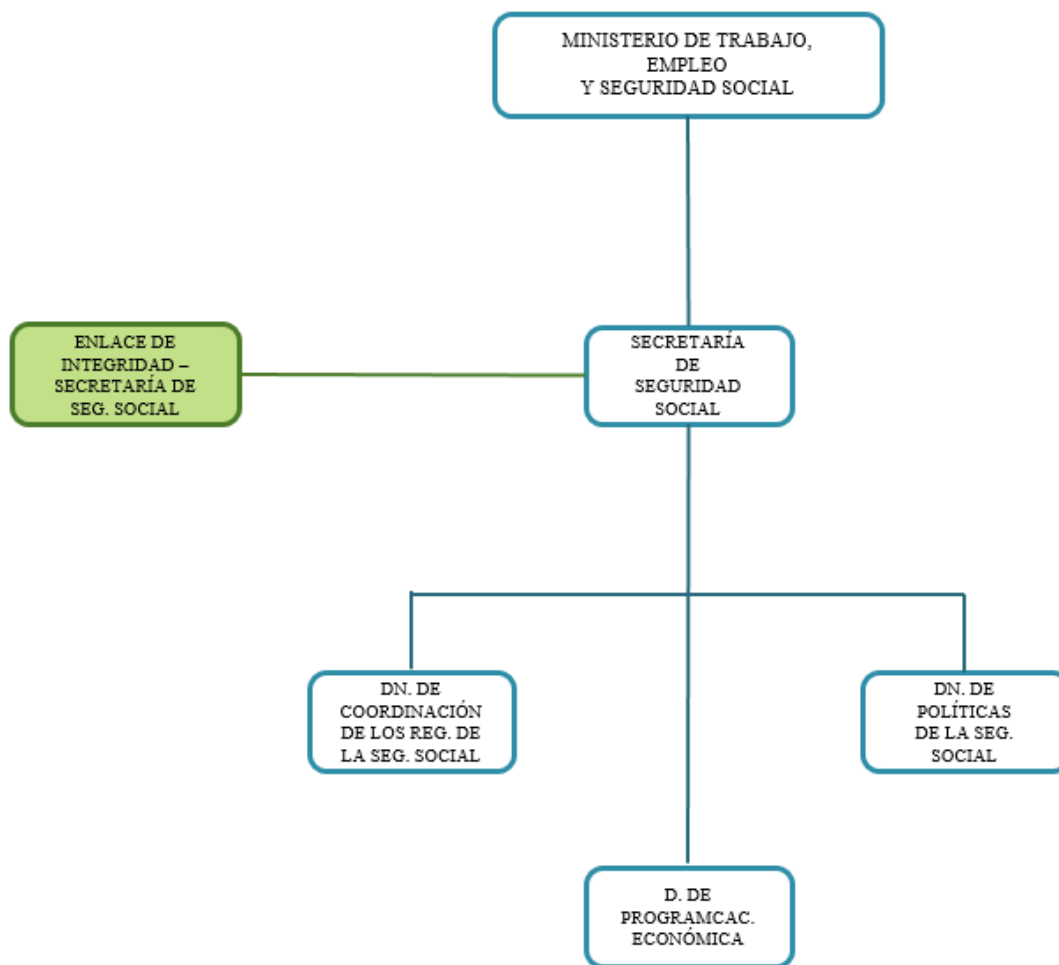 MINISTERIO DE TRABAJO,
EMPLEO
Y SEGURIDAD SOCIAL
ENLACE DE
INTEGRIDAD –
SECRETARÍA DE
SEG. SOCIAL
SECRETARÍA
DE
SEGURIDAD
SOCIAL
DN. DE
COORDINACIÓN
DE LOS REG. DE
LA SEG. SOCIAL
DN. DE
POLÍTICAS
DE LA SEG.
SOCIAL
D. DE
PROGRAMCAC.
ECONÓMICA